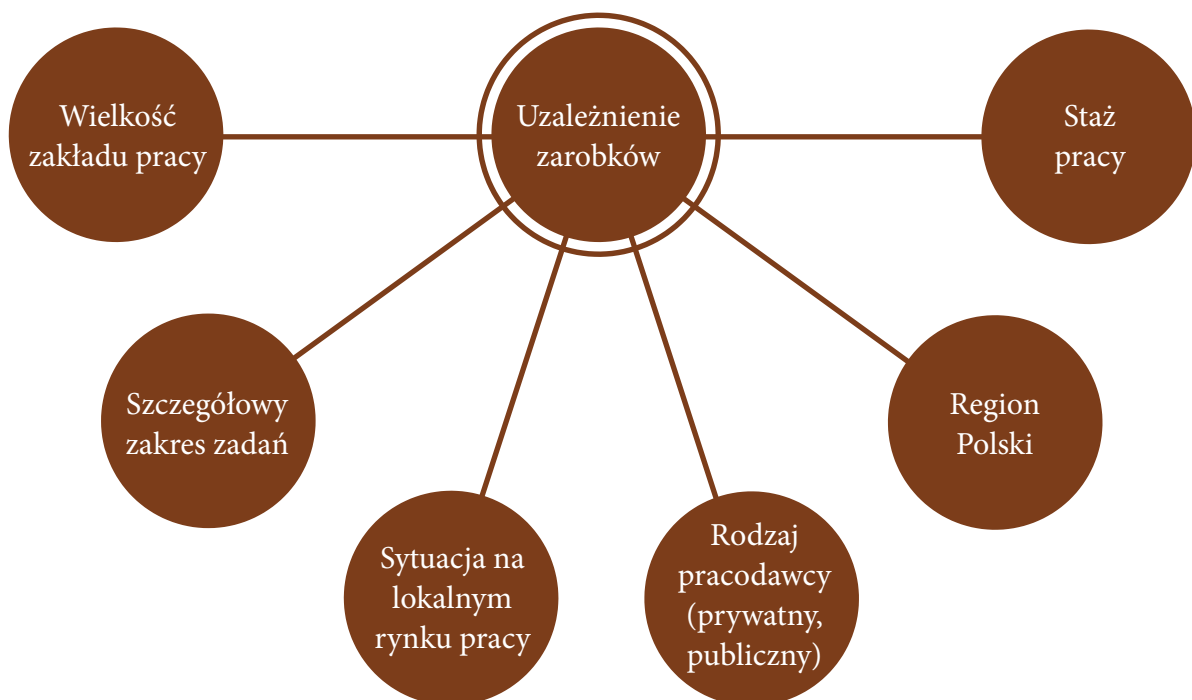 Wielkość
zakładu pracy
Uzależnienie
zarobków
Staż
pracy
Szczegółowy
zakres zadań
Region
Polski
Sytuacja na
lokalnym
rynku pracy
Rodzaj
pracodawcy
(prywatny,
publiczny)